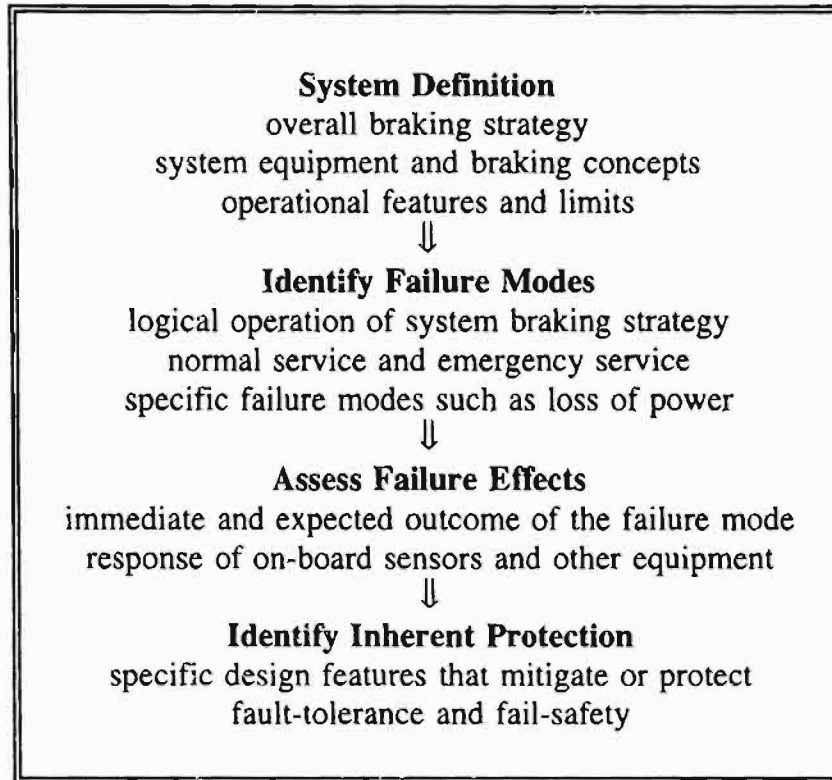 System Definition
overall braking strategy
system equipment and braking concepts
operational features and limits
⇓
Identify Failure Modes
logical operation of system braking strategy
normal service and emergency service
specific failure modes such as loss of power
⇓
Assess Failure Effects
immediate and expected outcome of the failure mode
response of on-board sensors and other equipment
⇓
Identify Inherent Protection
specific design features that mitigate or protect
fault-tolerance and fail-safety